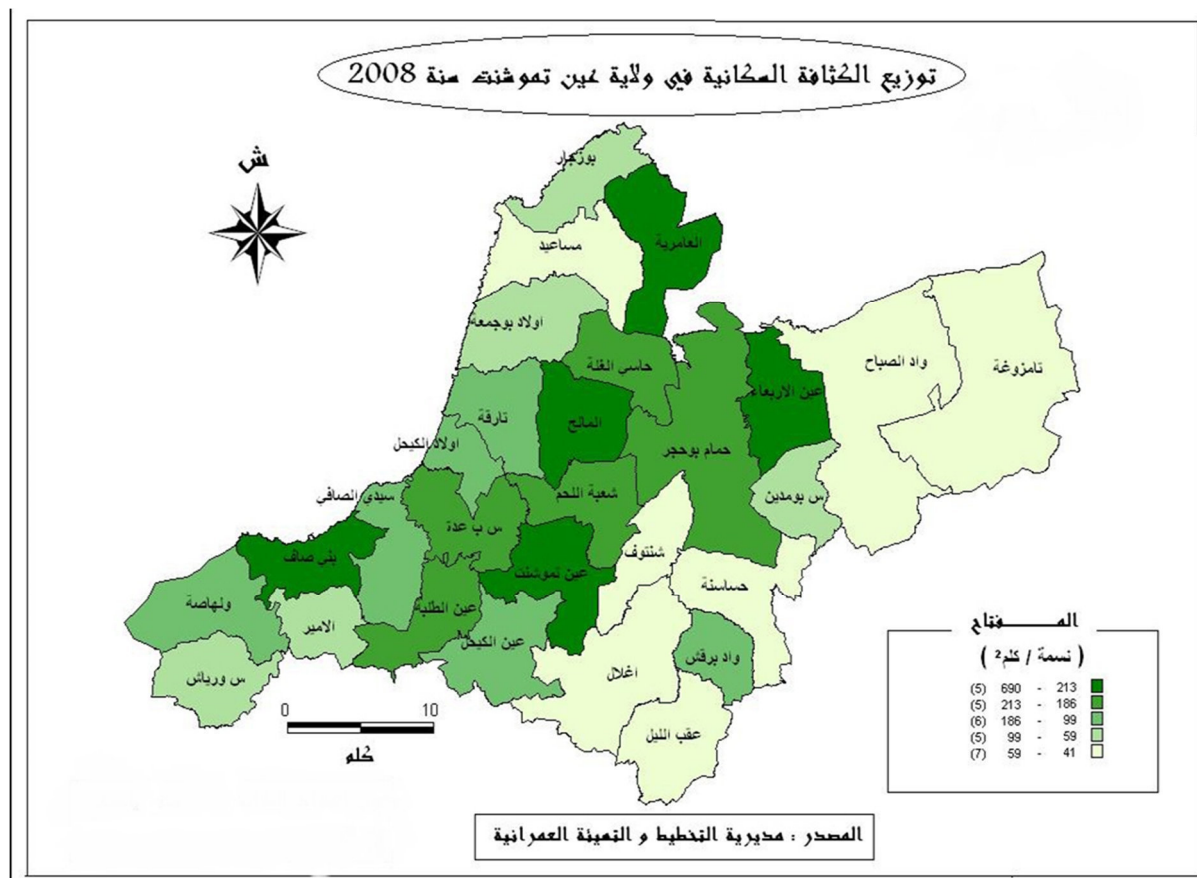 توزيع الكثافة السكانية في ولاية عين تموشنت سنة 2008
ش
بوزجار
العامرية
مساعيد
اولاد بوجمعة
حاسي الغلة
واد الصباح
تامزوغة
عين الاربعاء
تارقة
المالح
اولاد الكيحل
حمام بوحجر
سيدي الصافي
شعبة اللحم
س بومدين
س ب عدة
بني صاف
عين تموشنت
شنتوف
حساسنة
ولهاصة
الامير
عين الطلبة
عين الكيحل
واد برقش
س ورياش
اغلال
عقب الليل
0 10
كلم
المفتاح
( نسمة / كلم² )
213 - 690 (5)
186 - 213 (5)
99 - 186 (6)
59 - 99 (5)
41 - 59 (7)
المصدر : مديرية التخطيط و التهيئة العمرانية